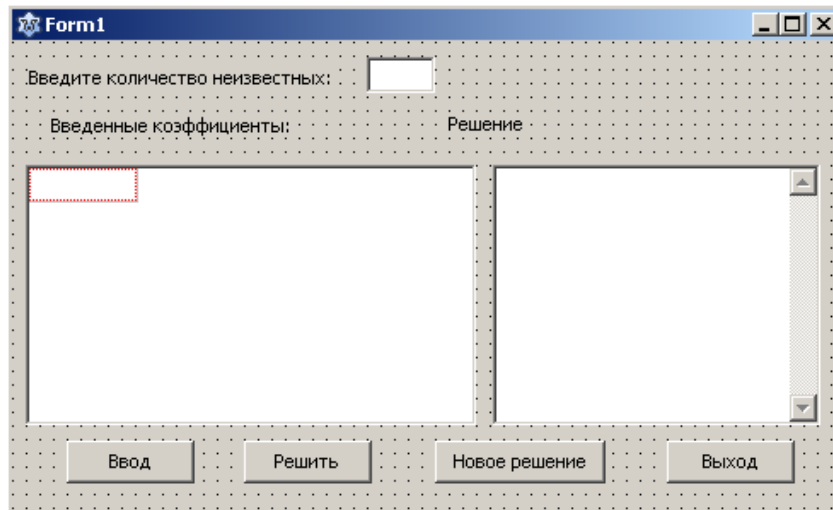 Form1
Введите количество неизвестных:
Введенные коэффициенты: Решение
Ввод Решить Новое решение Выход